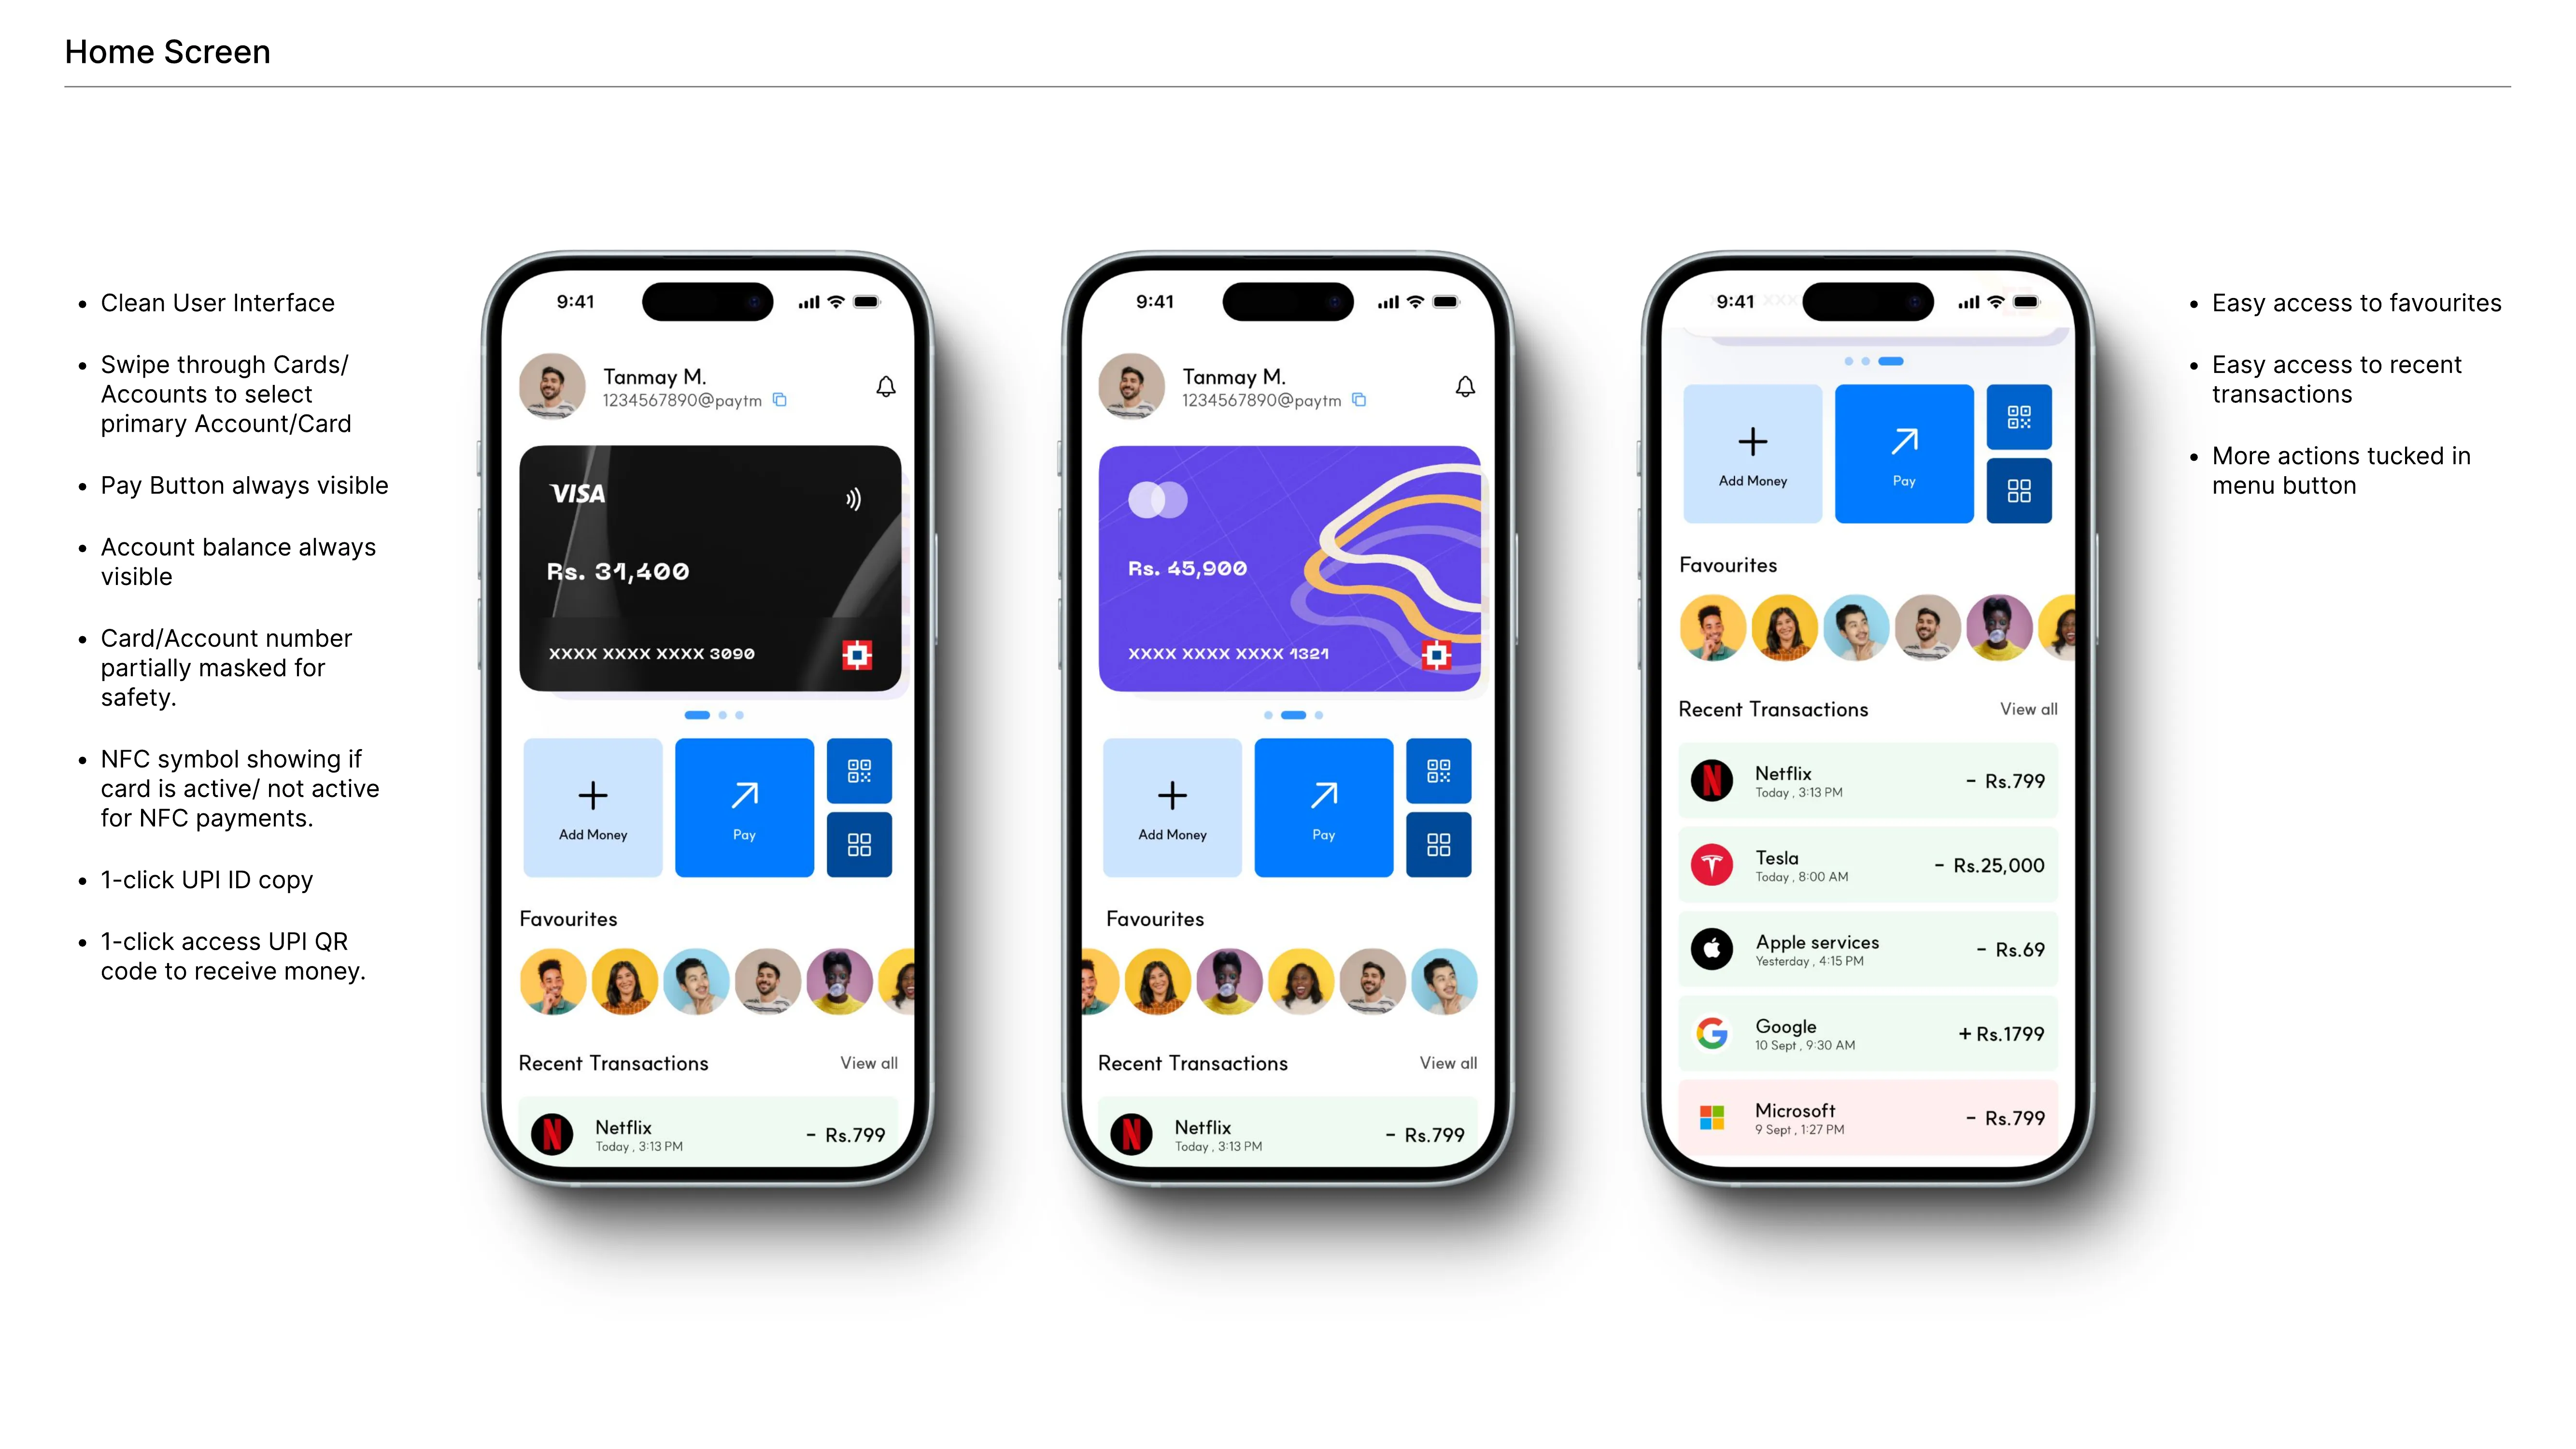 Home Screen
Clean User Interface
Swipe through Cards/
Accounts to select
primary Account/Card
Pay Button always visible
Account balance always
visible
Card/Account number
partially masked for
safety.
NFC symbol showing if
card is active/ not active
for NFC payments.
1-click UPI ID copy
1-click access UPI QR
code to receive money.
9:41
Tanmay M.
1234567890@paytm
VISA
Rs. 31,400
XXXX XXXX XXXX 3090
Add Money
Pay
Favourites
Recent Transactions View all
Netflix
Today , 3:13 PM
- Rs.799
9:41
Tanmay M.
1234567890@paytm
Rs. 45,900
XXXX XXXX XXXX 1321
Add Money
Pay
Favourites
Recent Transactions View all
Netflix
Today , 3:13 PM
- Rs.799
9:41
Add Money
Pay
Favourites
Recent Transactions View all
Netflix
Today , 3:13 PM
- Rs.799
Tesla
Today , 8:00 AM
- Rs.25,000
Apple services
Yesterday , 4:15 PM
- Rs.69
Google
10 Sept , 9:30 AM
+ Rs.1799
Microsoft
9 Sept , 1:27 PM
- Rs.799
Easy access to favourites
Easy access to recent
transactions
More actions tucked in
menu button